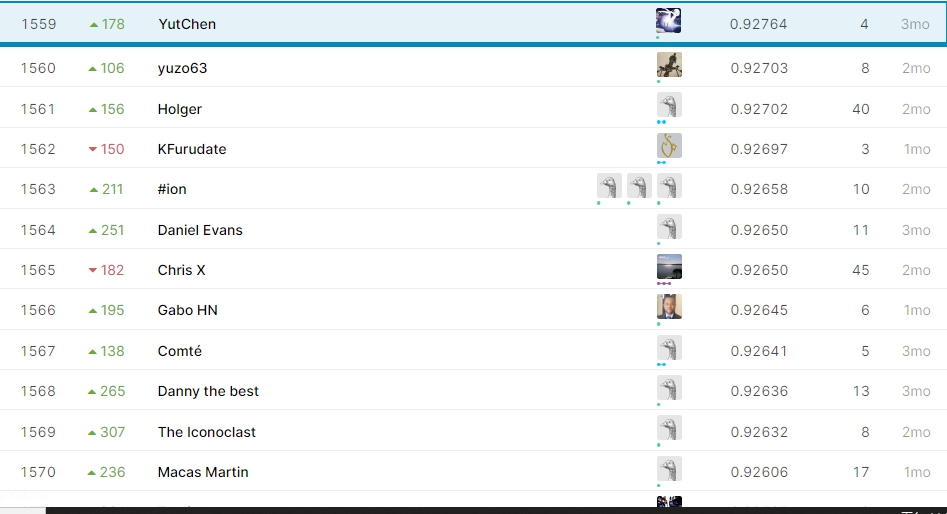 1559 178 YutChen 0.92764 4 3mo
1560 106 yuzo63 0.92703 8 2mo
1561 156 Holger 0.92702 40 2mo
1562 150 KFurudate 0.92697 3 1mo
1563 211 #ion 0.92658 10 2mo
1564 251 Daniel Evans 0.92650 11 3mo
1565 182 Chris X 0.92650 45 2mo
1566 195 Gabo HN 0.92645 6 1mo
1567 138 Comté 0.92641 5 3mo
1568 265 Danny the best 0.92636 13 3mo
1569 307 The Iconoclast 0.92632 8 2mo
1570 236 Macas Martin 0.92606 17 1mo